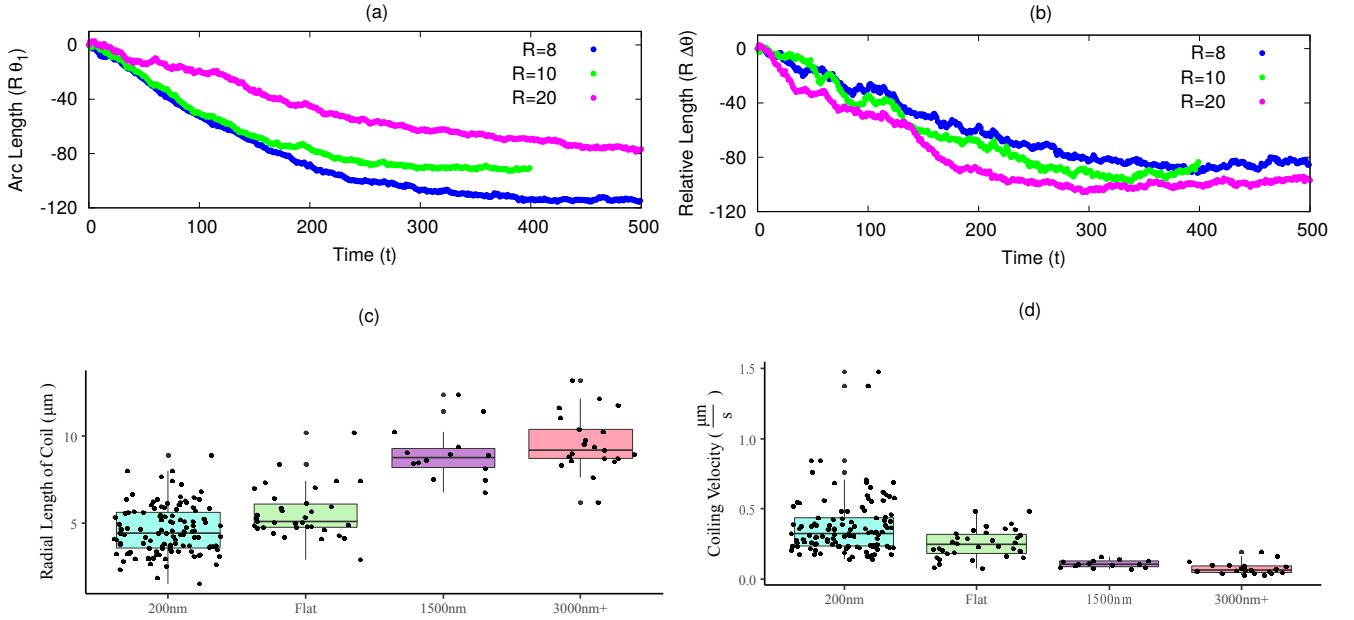 (a)
Arc Length (R θ1)
0
-40
-80
-120
R=8
R=10
R=20
0 100 200 300 400 500
Time (t)
(b)
Relative Length (R Δθ)
0
-40
-80
-120
R=8
R=10
R=20
0 100 200 300 400 500
Time (t)
(c)
Radial Length of Coil (μm)
10
5
200nm Flat 1500nm 3000nm+
(d)
Coiling Velocity (μm/s)
1.5
1.0
0.5
0.0
200nm Flat 1500nm 3000nm+